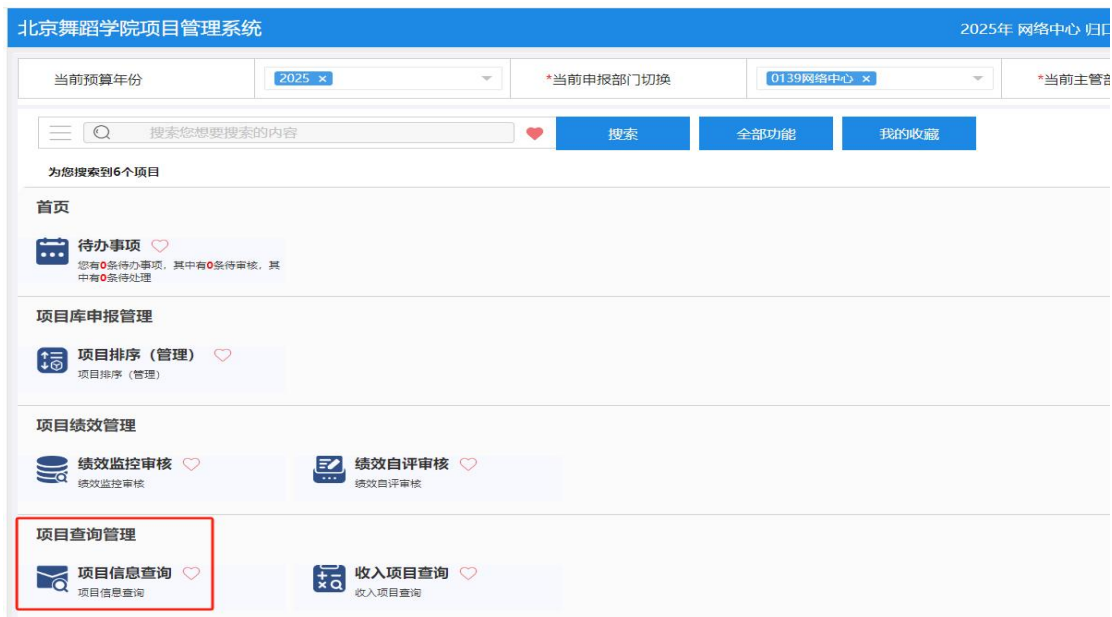 北京舞蹈学院项目管理系统
2025年 网络中心 归口
当前预算年份
2025 ×
*当前申报部门切换
0139网络中心 ×
*当前主管部
搜索您想要搜索的内容
搜索
全部功能
我的收藏
为您搜索到6个项目
首页
待办事项
您有0条待办事项，其中有0条待审核，其
中有0条待处理
项目库申报管理
项目排序（管理）
项目排序（管理）
项目绩效管理
绩效监控审核
绩效监控审核
绩效自评审核
绩效自评审核
项目查询管理
项目信息查询
项目信息查询
收入项目查询
收入项目查询